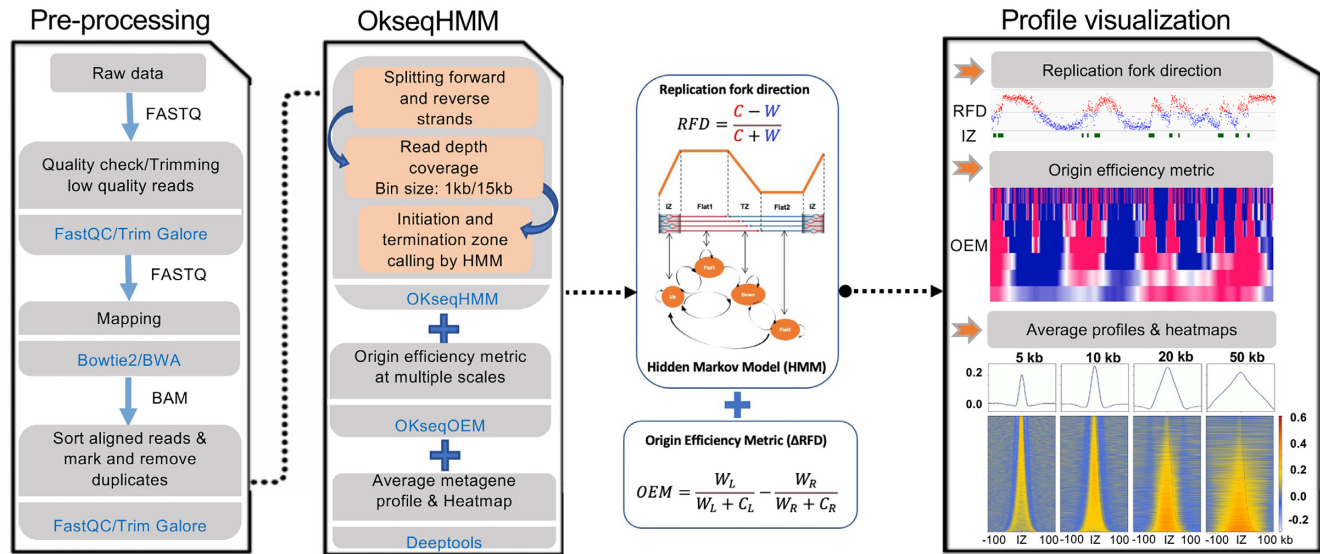 Pre-processing
Raw data
FASTQ
Quality check/Trimming
low quality reads
FastQC/Trim Galore
FASTQ
Mapping
Bowtie2/BWA
BAM
Sort aligned reads &
mark and remove
duplicates
FastQC/Trim Galore
OkseqHMM
Splitting forward
and reverse
strands
Read depth
coverage
Bin size: 1kb/15kb
Initiation and
termination zone
calling by HMM
OKseqHMM
Origin efficiency metric
at multiple scales
OKseqOEM
Average metagene
profile & Heatmap
Deeptools
Replication fork direction
RFD = (C − W) / (C + W)
IZ Flat1 TZ Flat2 IZ
Flat1
Up
Down
Flat2
Hidden Markov Model (HMM)
Origin Efficiency Metric (ΔRFD)
OEM = W_L / (W_L + C_L) − W_R / (W_R + C_R)
Profile visualization
Replication fork direction
RFD
IZ
Origin efficiency metric
OEM
Average profiles & heatmaps
5 kb 10 kb 20 kb 50 kb
0.2
0.0
0.6
0.4
0.2
0.0
-0.2
-100 IZ 100 -100 IZ 100 -100 IZ 100 -100 IZ 100 kb